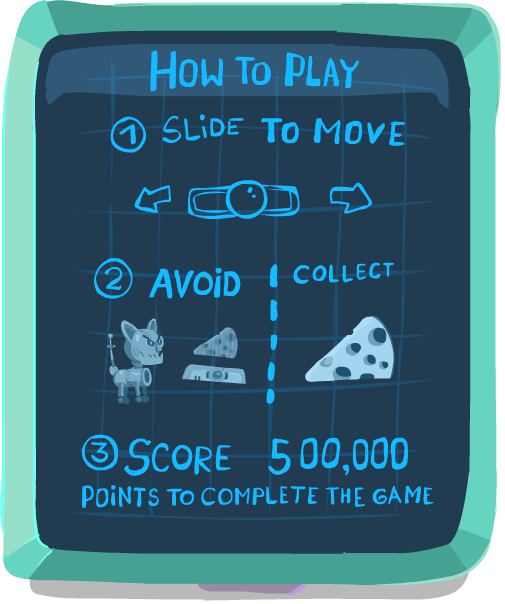 HOW TO PLAY
1 SLIDE TO MOVE
2 AVOID COLLECT
3 SCORE 500,000
POINTS TO COMPLETE THE GAME